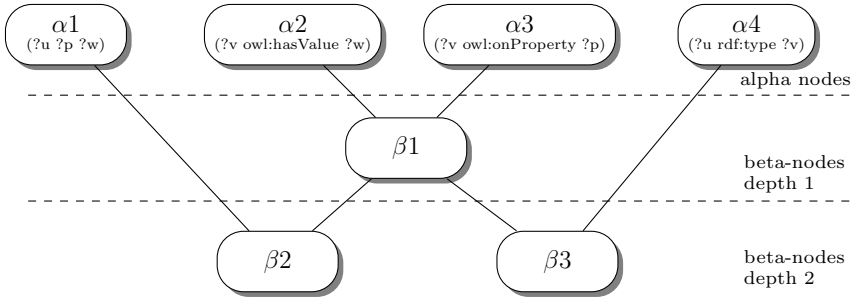 α1 α2 α3 α4
(?u ?p ?w) (?v owl:hasValue ?w) (?v owl:onProperty ?p) (?u rdf:type ?v)
alpha nodes
β1
beta-nodes
depth 1
β2 β3
beta-nodes
depth 2